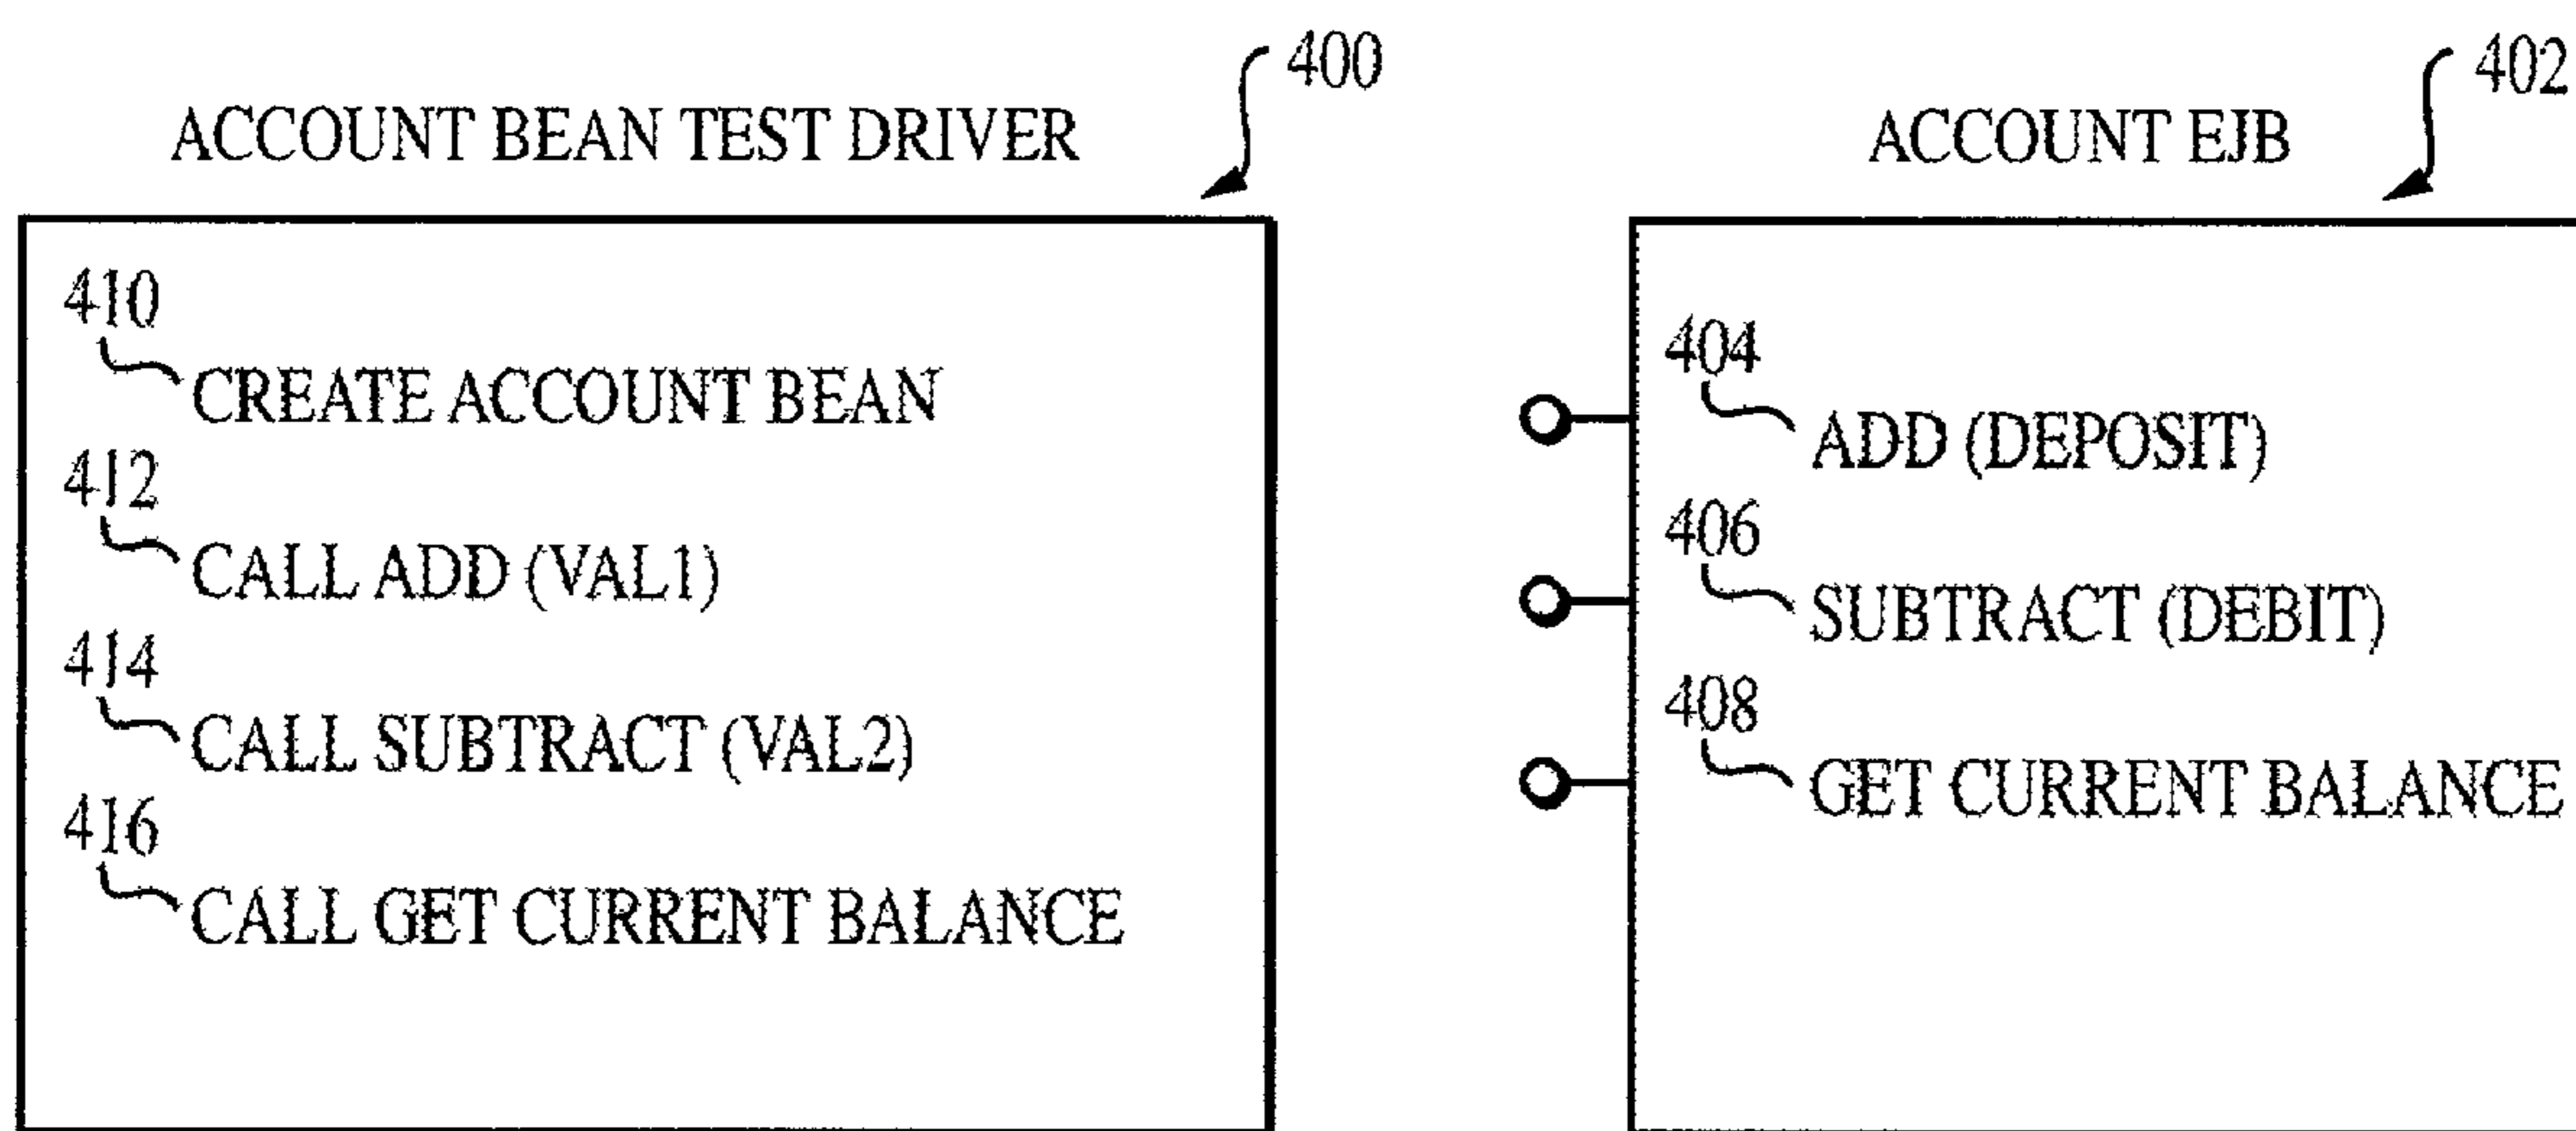 400
ACCOUNT BEAN TEST DRIVER
410
CREATE ACCOUNT BEAN
412
CALL ADD (VAL1)
414
CALL SUBTRACT (VAL2)
416
CALL GET CURRENT BALANCE
402
ACCOUNT EJB
404
ADD (DEPOSIT)
406
SUBTRACT (DEBIT)
408
GET CURRENT BALANCE